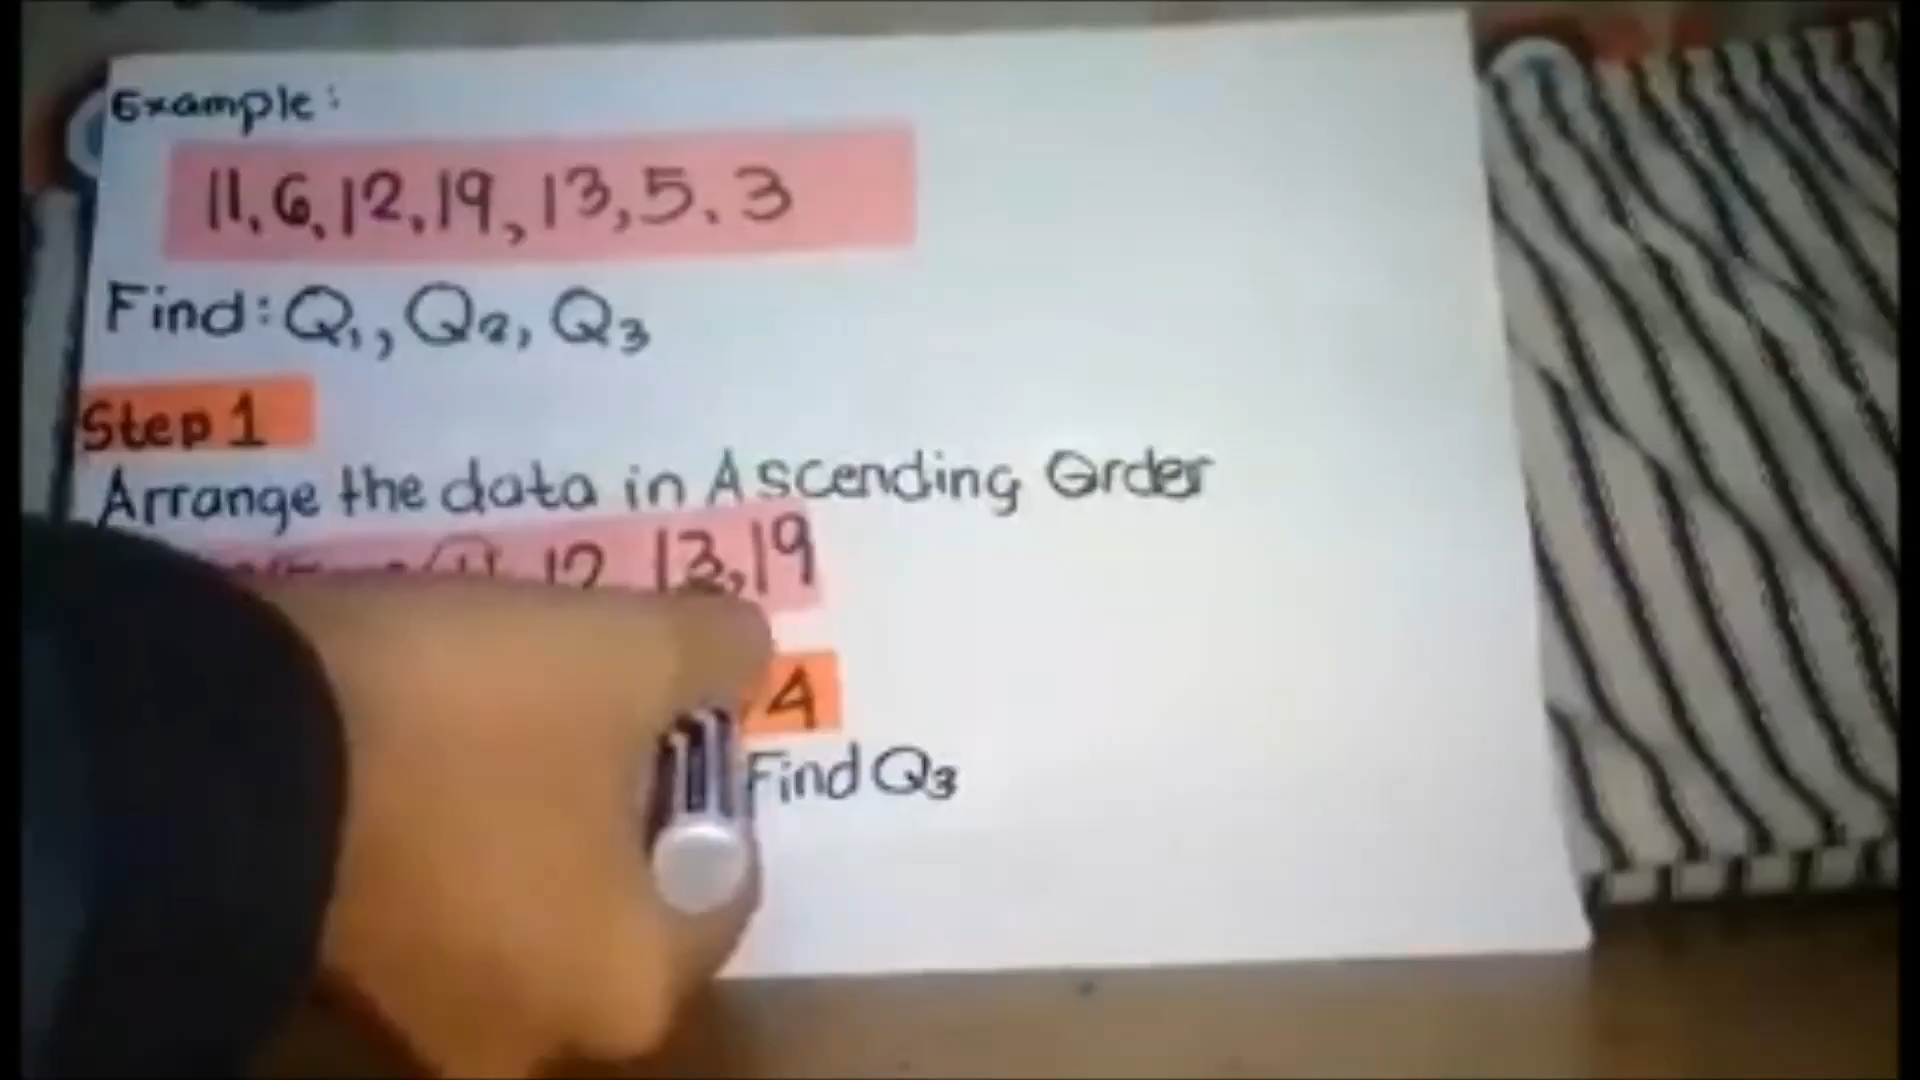 Example:
11, 6, 12, 19, 13, 5, 3
Find: Q1, Q2, Q3
Step 1
Arrange the data in Ascending Order
11, 12, 13, 19
4
Find Q3